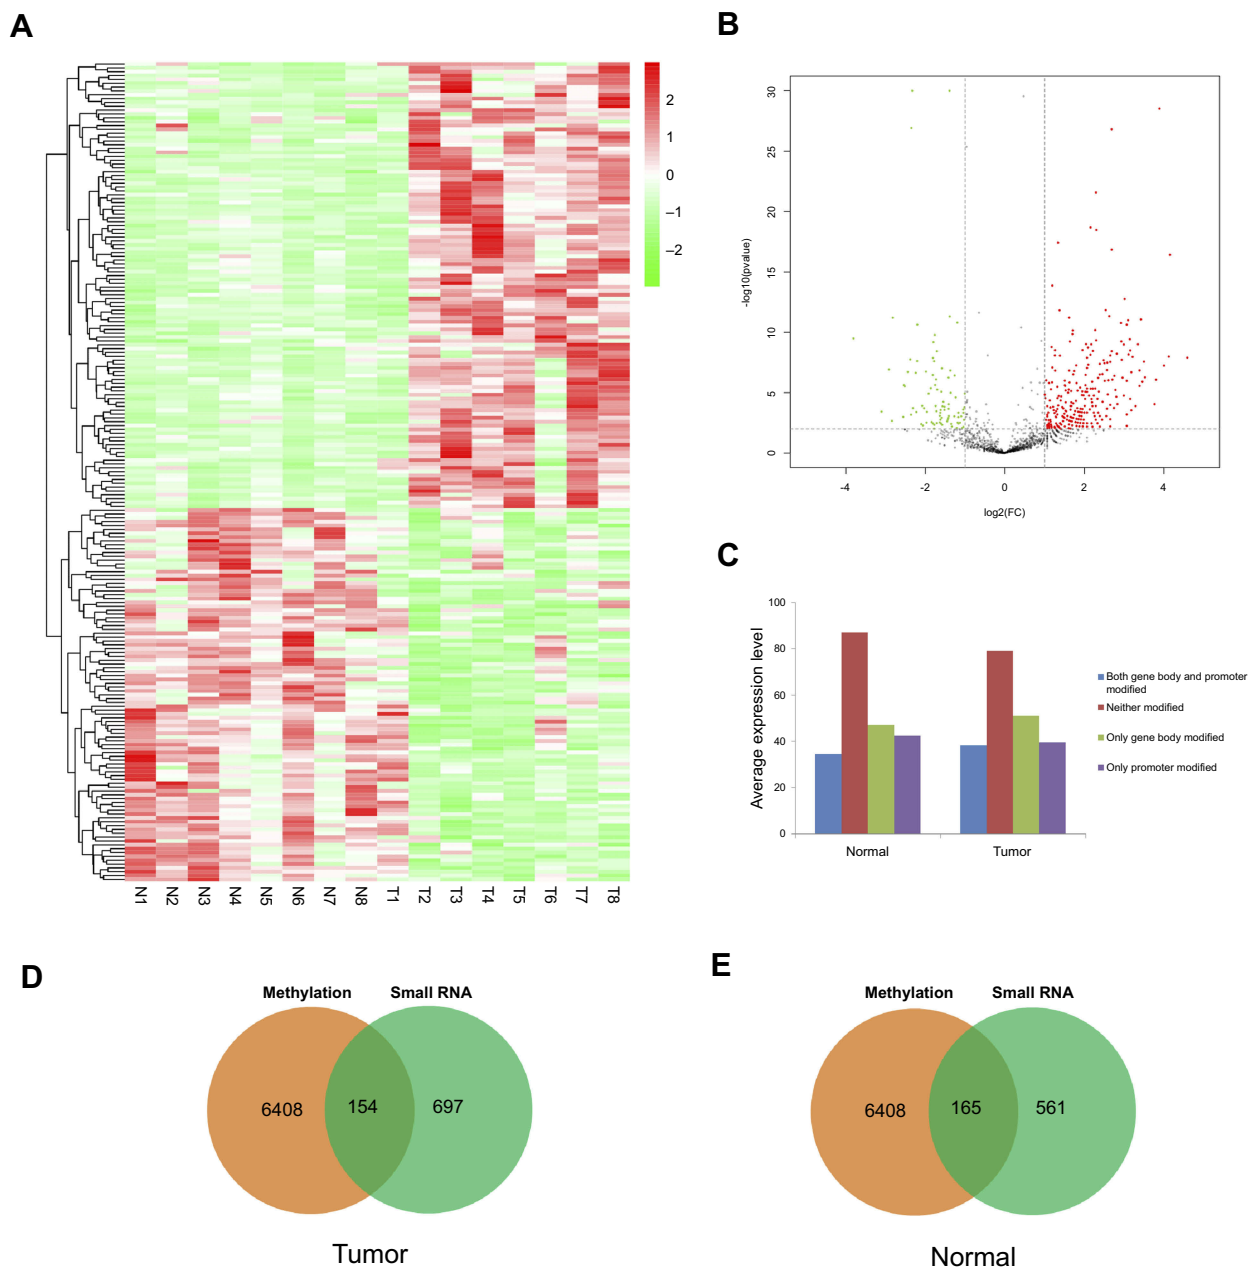 A
2
1
0
−1
−2
N1
N2
N3
N4
N5
N6
N7
N8
T1
T2
T3
T4
T5
T6
T7
T8
B
-log10(pvalue)
30
25
20
15
10
5
0
-4
-2
0
2
4
log2(FC)
C
Average expression level
100
80
60
40
20
0
Normal
Tumor
Both gene body and promoter
modified
Neither modified
Only gene body modified
Only promoter modified
D
Methylation
Small RNA
6408
154
697
Tumor
E
Methylation
Small RNA
6408
165
561
Normal